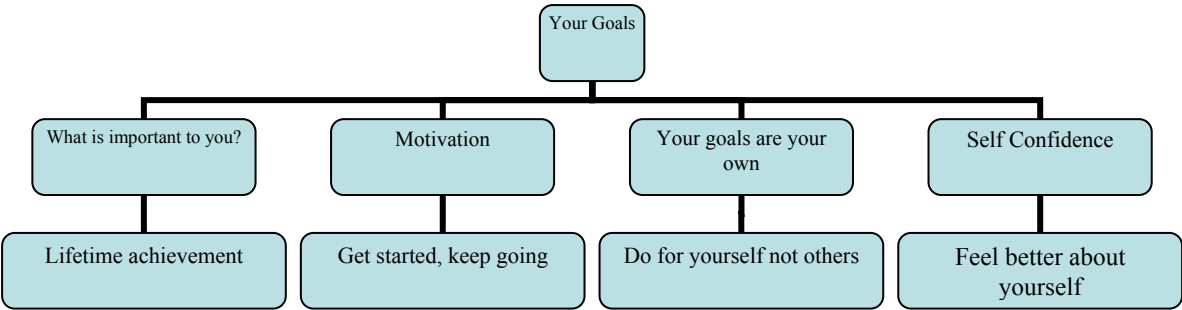 Your Goals
What is important to you?
Motivation
Your goals are your
own
Self Confidence
Lifetime achievement
Get started, keep going
Do for yourself not others
Feel better about
yourself